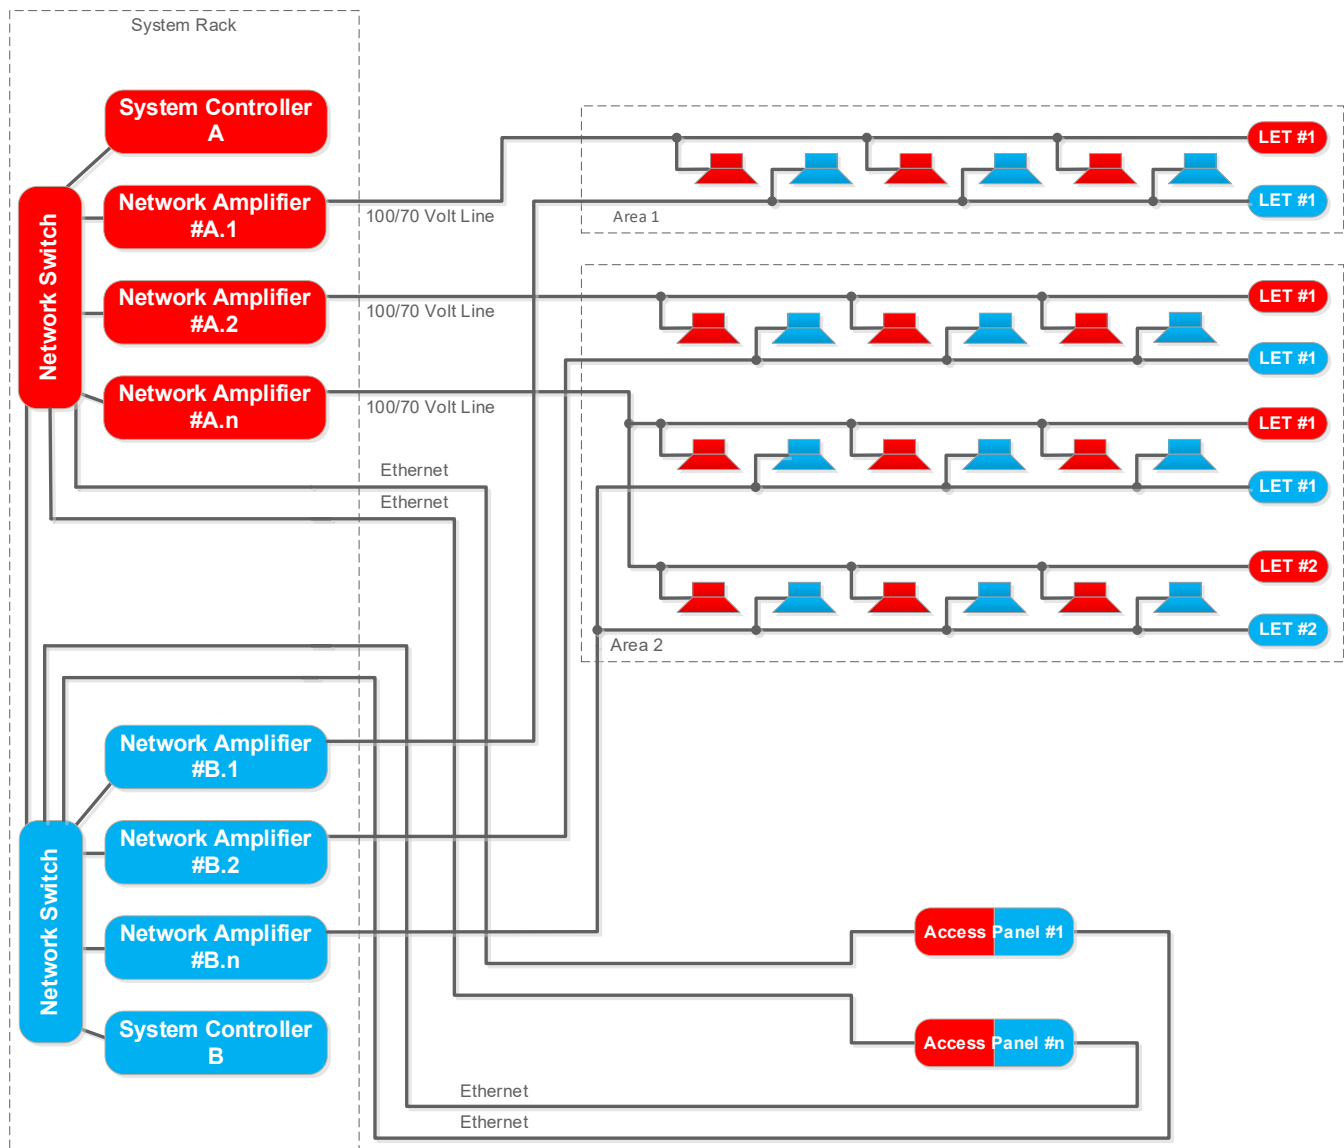 System Rack
System Controller
A
Network Amplifier
#A.1
Network Switch
Network Amplifier
#A.2
Network Amplifier
#A.n
100/70 Volt Line
100/70 Volt Line
100/70 Volt Line
Ethernet
Ethernet
LET #1
LET #1
Area 1
LET #1
LET #1
LET #1
LET #1
LET #2
LET #2
Area 2
Network Amplifier
#B.1
Network Amplifier
#B.2
Network Switch
Network Amplifier
#B.n
System Controller
B
Access Panel #1
Access Panel #n
Ethernet
Ethernet